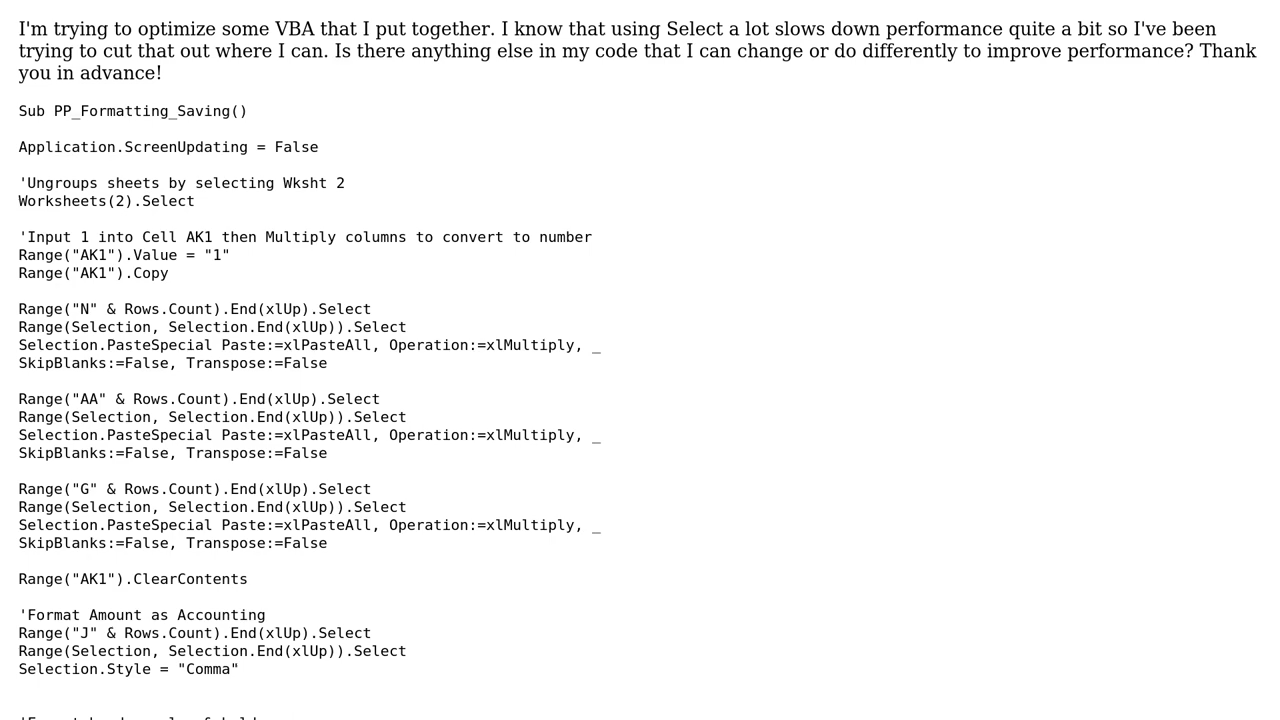 I'm trying to optimize some VBA that I put together. I know that using Select a lot slows down performance quite a bit so I've been
trying to cut that out where I can. Is there anything else in my code that I can change or do differently to improve performance? Thank
you in advance!
Sub PP_Formatting_Saving()
Application.ScreenUpdating = False
'Ungroups sheets by selecting Wksht 2
Worksheets(2).Select
'Input 1 into Cell AK1 then Multiply columns to convert to number
Range("AK1").Value = "1"
Range("AK1").Copy
Range("N" & Rows.Count).End(xlUp).Select
Range(Selection, Selection.End(xlUp)).Select
Selection.PasteSpecial Paste:=xlPasteAll, Operation:=xlMultiply, _
SkipBlanks:=False, Transpose:=False
Range("AA" & Rows.Count).End(xlUp).Select
Range(Selection, Selection.End(xlUp)).Select
Selection.PasteSpecial Paste:=xlPasteAll, Operation:=xlMultiply, _
SkipBlanks:=False, Transpose:=False
Range("G" & Rows.Count).End(xlUp).Select
Range(Selection, Selection.End(xlUp)).Select
Selection.PasteSpecial Paste:=xlPasteAll, Operation:=xlMultiply, _
SkipBlanks:=False, Transpose:=False
Range("AK1").ClearContents
'Format Amount as Accounting
Range("J" & Rows.Count).End(xlUp).Select
Range(Selection, Selection.End(xlUp)).Select
Selection.Style = "Comma"